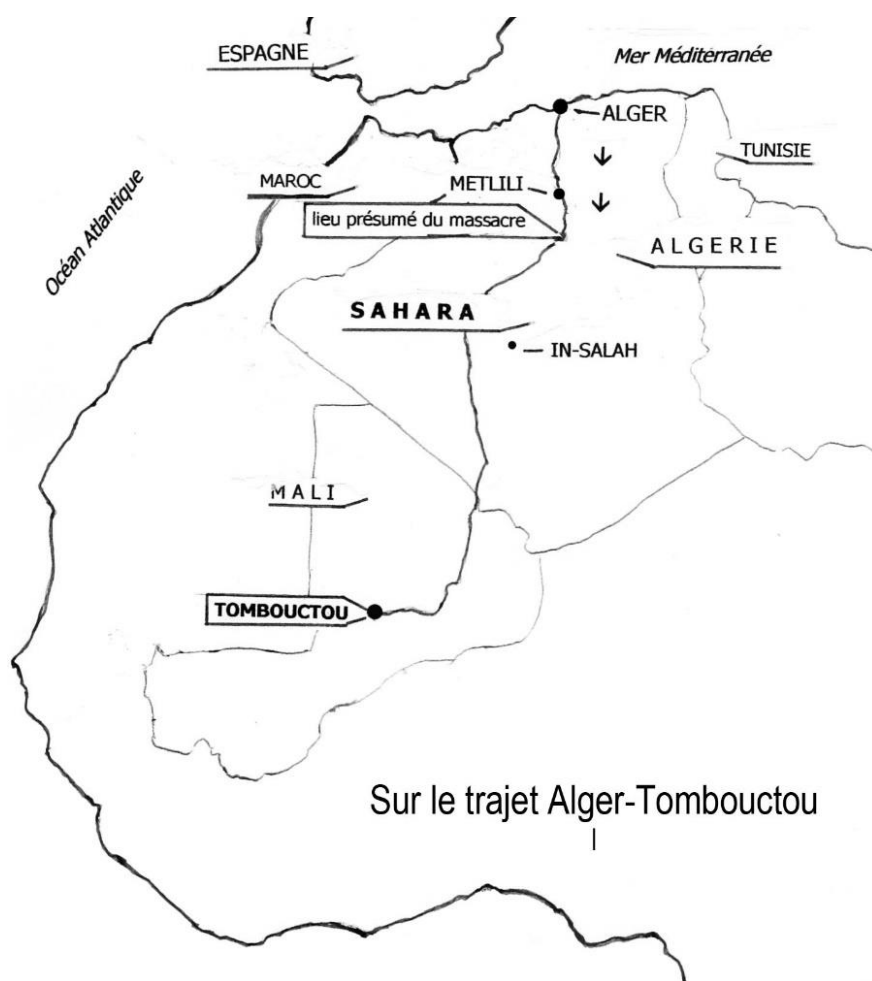 ESPAGNE
Mer Méditerranée
ALGER
TUNISIE
MAROC
METLILI
lieu présumé du massacre
Océan Atlantique
ALGERIE
SAHARA
IN-SALAH
MALI
TOMBOUCTOU
Sur le trajet Alger-Tombouctou